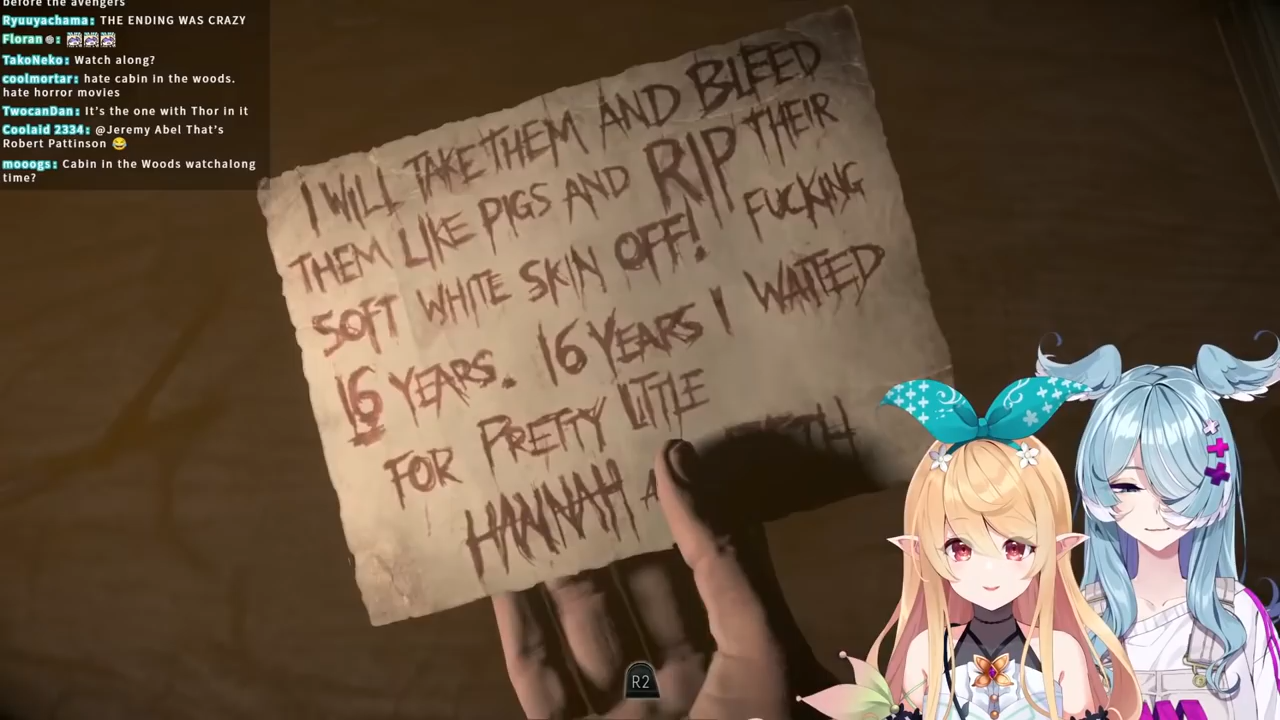 before the avengers
Ryuuyachama: THE ENDING WAS CRAZY
Floran:
TakoNeko: Watch along?
coolmortar: hate cabin in the woods.
hate horror movies
TwocanDan: It's the one with Thor in it
Coolaid 2334: @Jeremy Abel That's
Robert Pattinson 😂
mooogs: Cabin in the Woods watchalong
time?
I WILL TAKE THEM AND BLEED
THEM LIKE PIGS AND RIP THEIR
SOFT WHITE SKIN OFF! FUCKING
16 YEARS. 16 YEARS I WAITED
FOR PRETTY LITTLE
HANNAH
R2